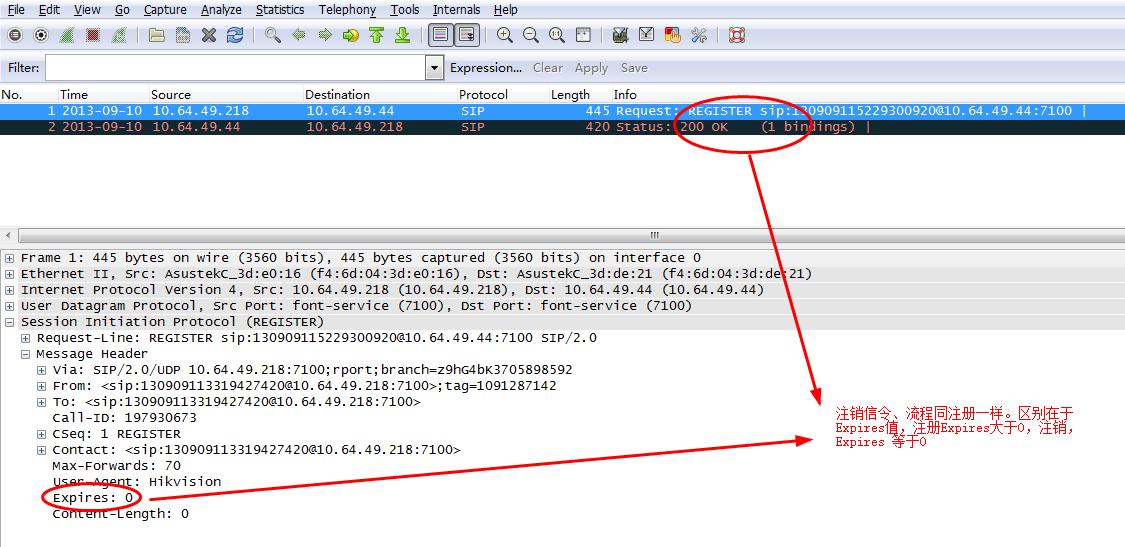 File Edit View Go Capture Analyze Statistics Telephony Tools Internals Help
Filter: Expression... Clear Apply Save
No. Time Source Destination Protocol Length Info
1 2013-09-10 10.64.49.218 10.64.49.44 SIP 445 Request: REGISTER sip:130909115229300920@10.64.49.44:7100 |
2 2013-09-10 10.64.49.44 10.64.49.218 SIP 420 Status: 200 OK (1 bindings) |
Frame 1: 445 bytes on wire (3560 bits), 445 bytes captured (3560 bits) on interface 0
Ethernet II, Src: AsustekC_3d:e0:16 (f4:6d:04:3d:e0:16), Dst: AsustekC_3d:de:21 (f4:6d:04:3d:de:21)
Internet Protocol Version 4, Src: 10.64.49.218 (10.64.49.218), Dst: 10.64.49.44 (10.64.49.44)
User Datagram Protocol, Src Port: font-service (7100), Dst Port: font-service (7100)
Session Initiation Protocol (REGISTER)
Request-Line: REGISTER sip:130909115229300920@10.64.49.44:7100 SIP/2.0
Message Header
Via: SIP/2.0/UDP 10.64.49.218:7100;rport;branch=z9hG4bK3705898592
From: <sip:130909113319427420@10.64.49.218:7100>;tag=1091287142
To: <sip:130909113319427420@10.64.49.218:7100>
Call-ID: 197930673
CSeq: 1 REGISTER
Contact: <sip:130909113319427420@10.64.49.218:7100>
Max-Forwards: 70
User-Agent: Hikvision
Expires: 0
Content-Length: 0
注销信令、流程同注册一样。区别在于
Expires值，注册Expires大于0，注销，
Expires 等于0